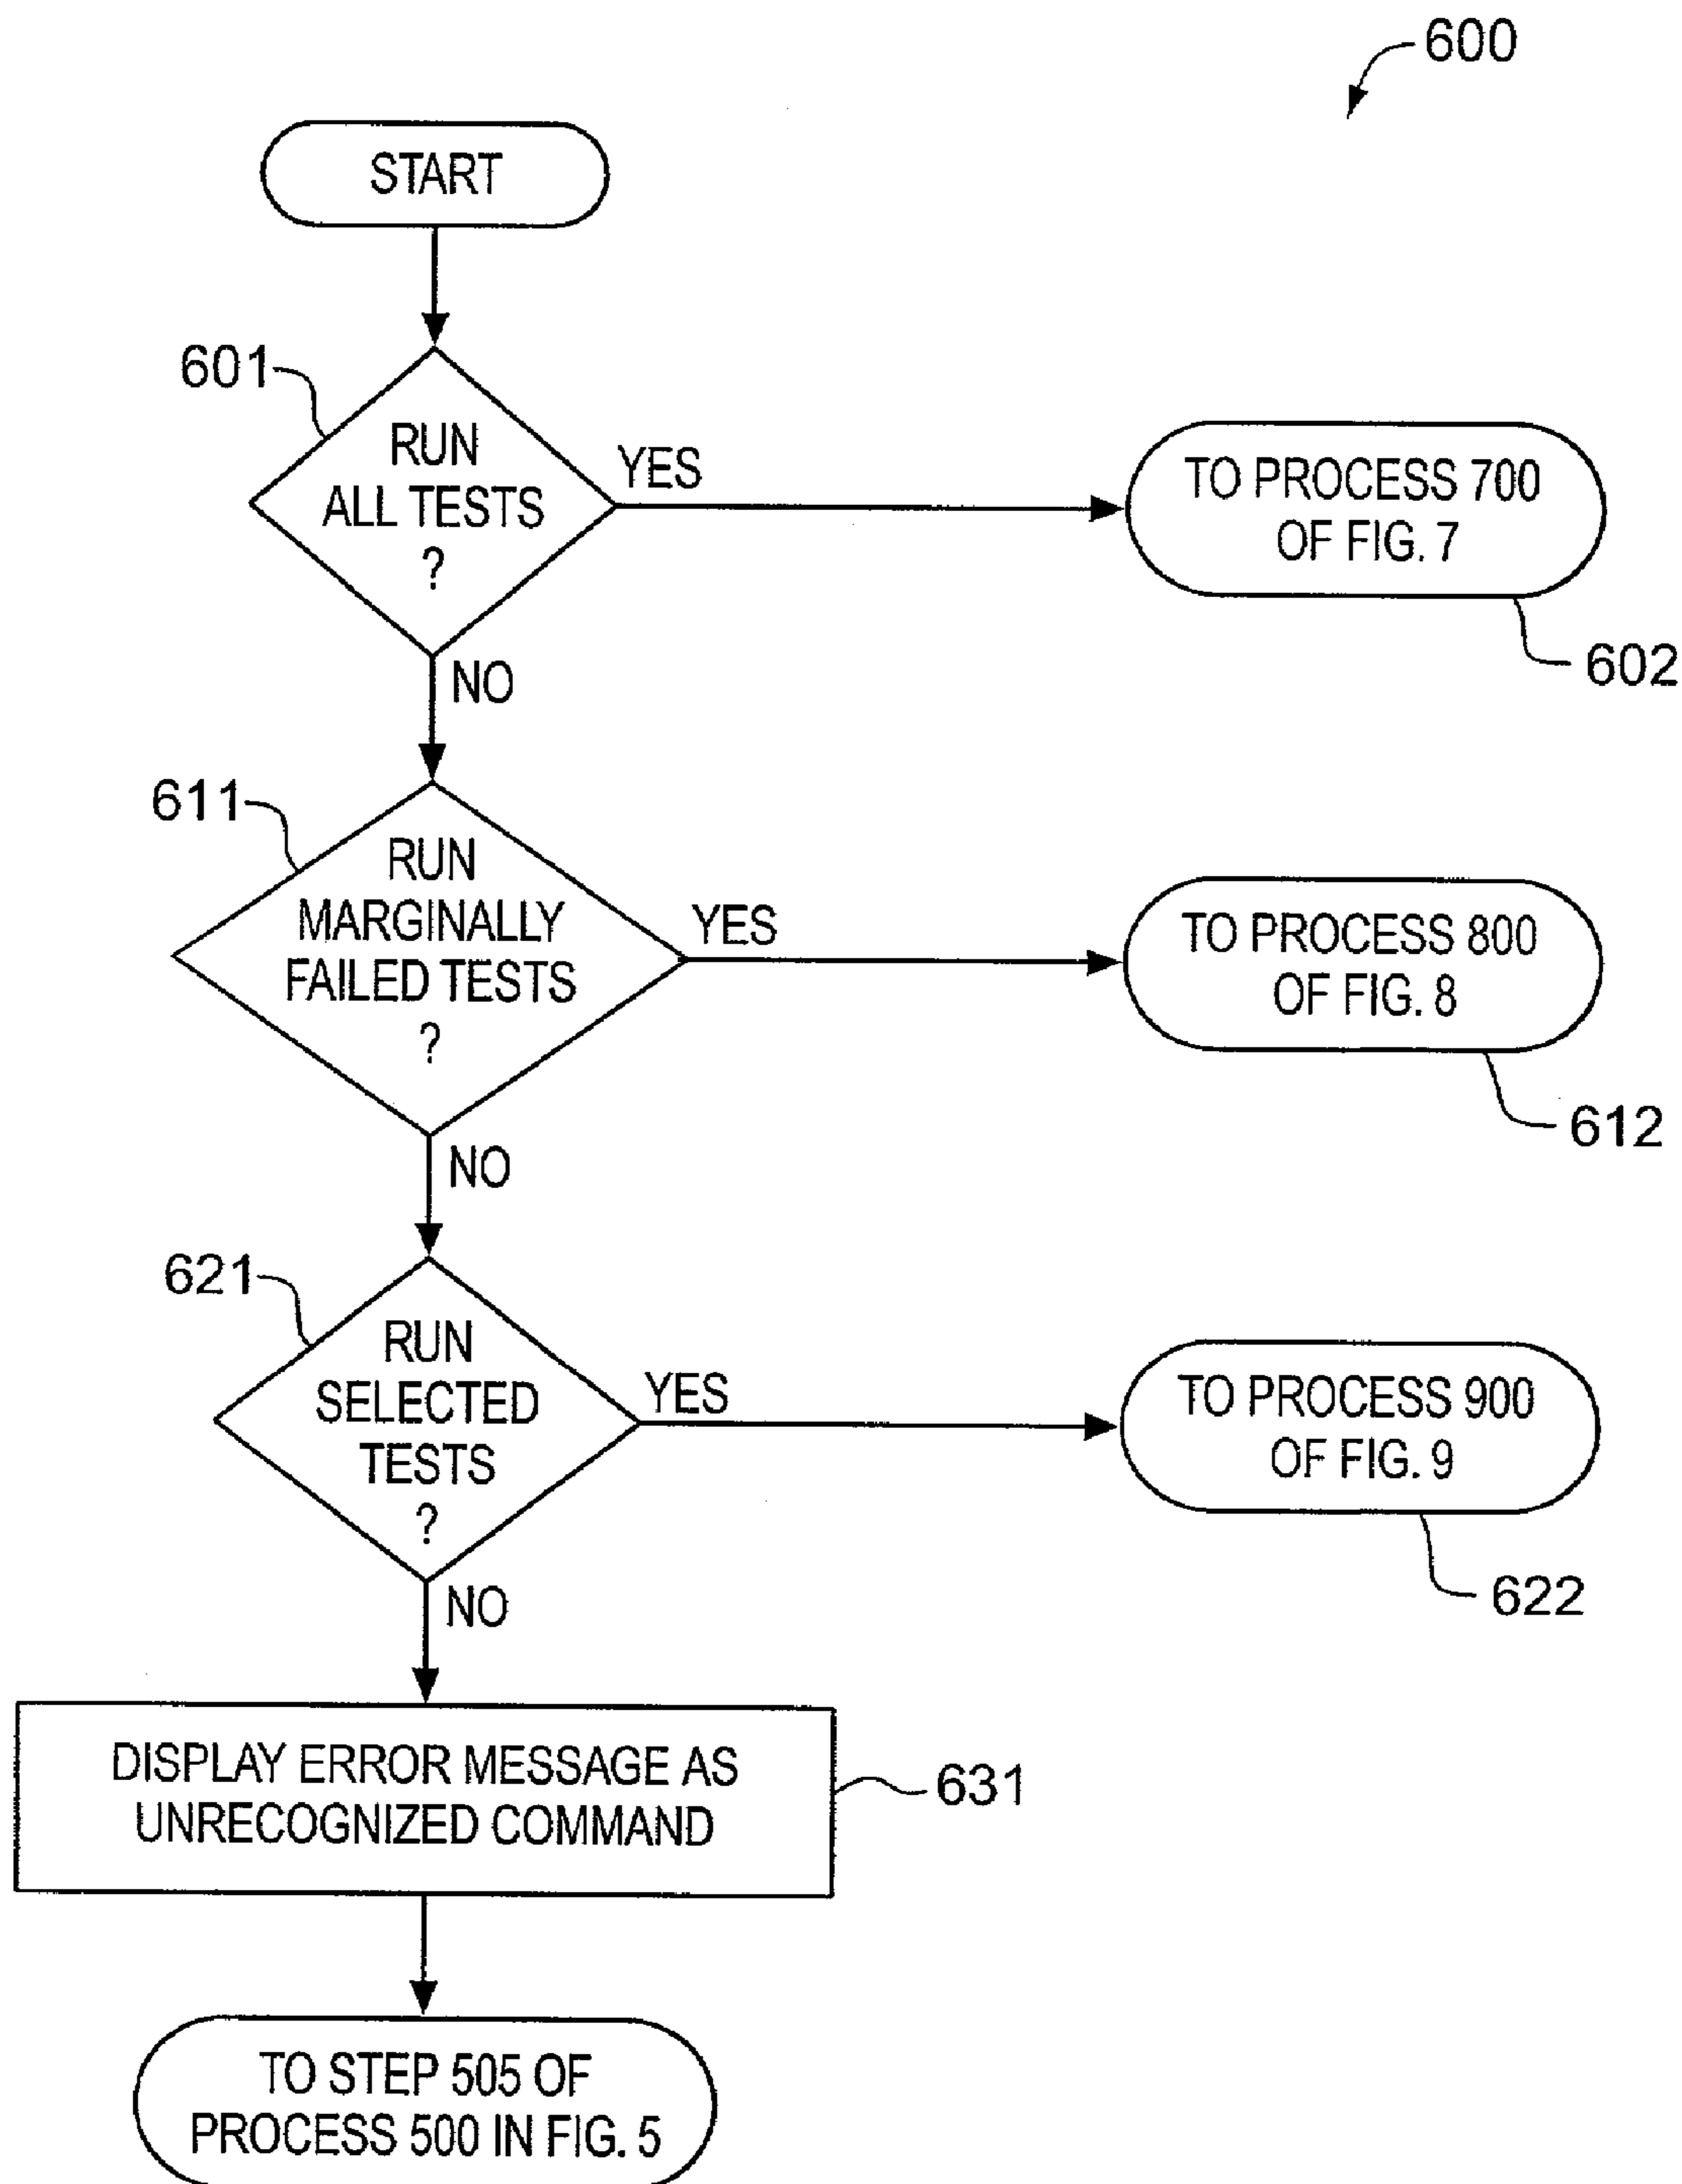 600
START
601
RUN
ALL TESTS
?
YES
TO PROCESS 700
OF FIG. 7
602
NO
611
RUN
MARGINALLY
FAILED TESTS
?
YES
TO PROCESS 800
OF FIG. 8
612
NO
621
RUN
SELECTED
TESTS
?
YES
TO PROCESS 900
OF FIG. 9
622
NO
DISPLAY ERROR MESSAGE AS
UNRECOGNIZED COMMAND
631
TO STEP 505 OF
PROCESS 500 IN FIG. 5